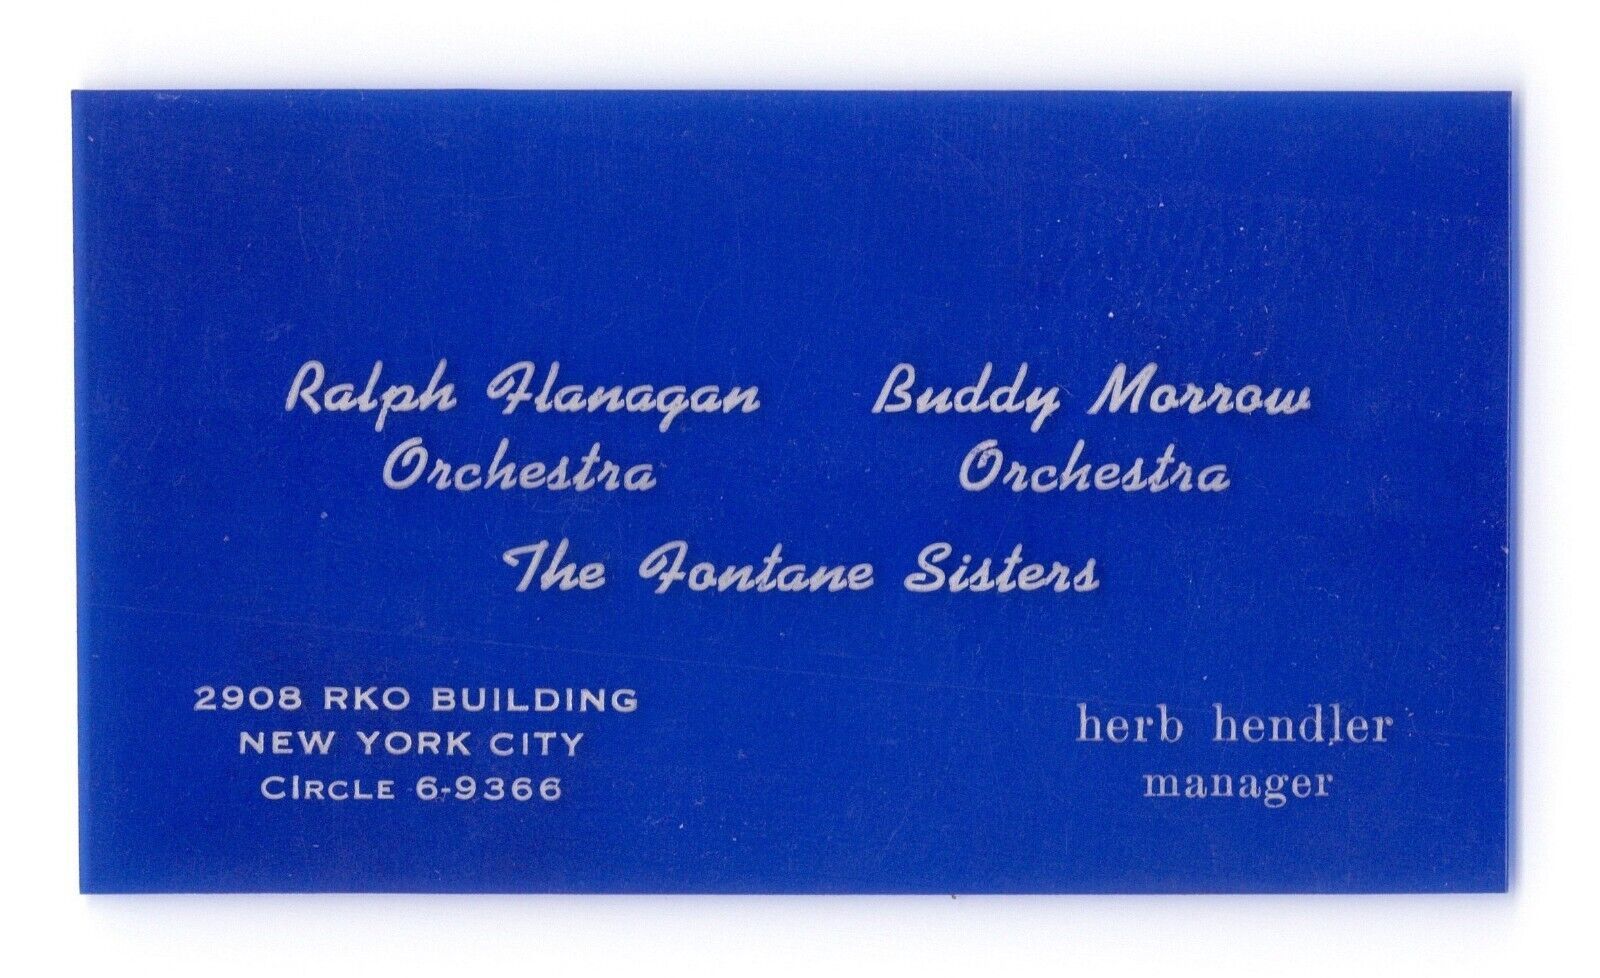 Ralph Flanagan Orchestra
Buddy Morrow Orchestra
The Fontane Sisters
2908 RKO BUILDING
NEW YORK CITY
CIRCLE 6-9366
herb hendler
manager